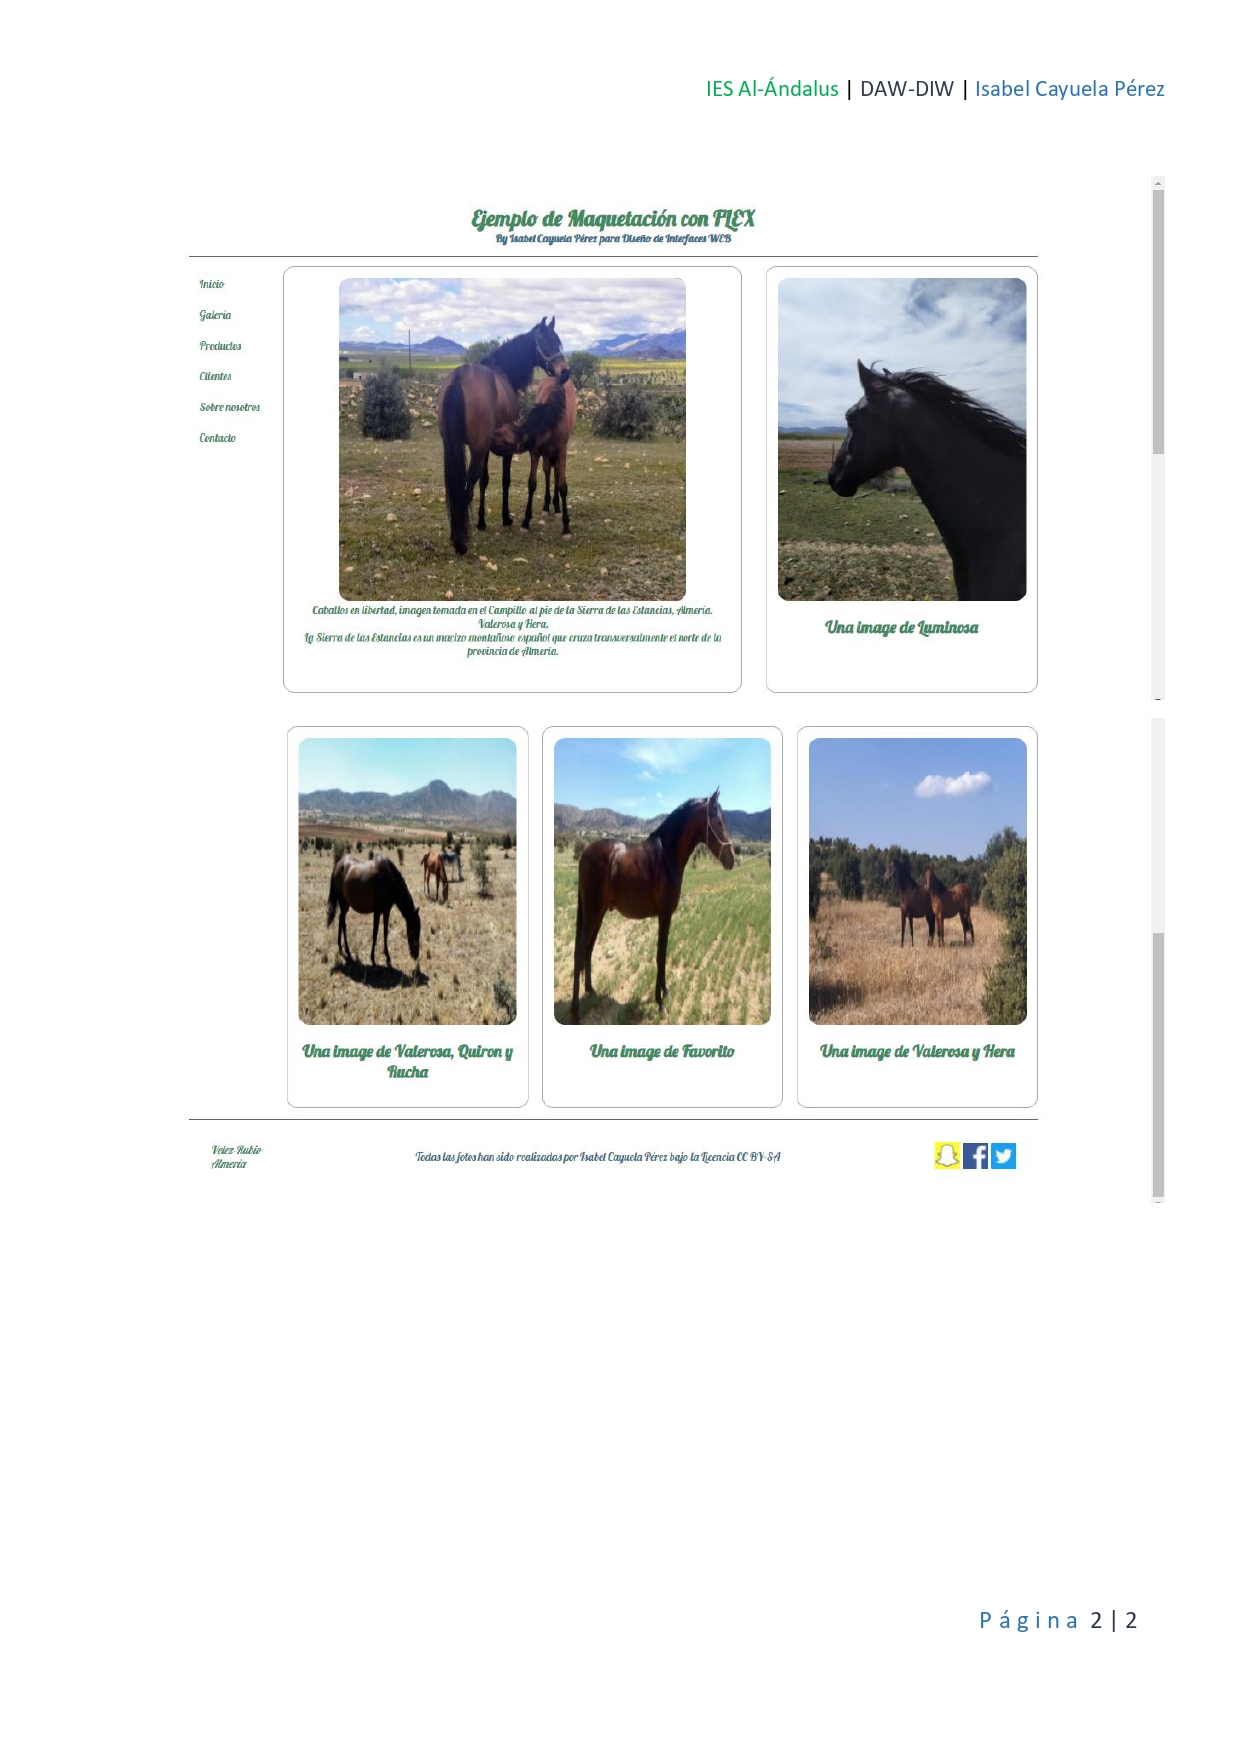 IES Al-Ándalus | DAW-DIW | Isabel Cayuela Pérez
Ejemplo de Maquetación con FLEX
By Isabel Cayuela Pérez para Diseño de Interfaces WEB
Inicio
Galería
Productos
Clientes
Sobre nosotros
Contacto
Caballos en libertad, imagen tomada en el Campillo al pie de la Sierra de las Estancias, Almería.
Valerosa y Hera.
La Sierra de las Estancias es un macizo montañoso español que cruza transversalmente el norte de la
provincia de Almería.
Una image de Luminosa
Una image de Valerosa, Quiron y
Rucha
Una image de Favorito
Una image de Valerosa y Hera
Velez-Rubio
Almería
Todas las fotos han sido realizadas por Isabel Cayuela Pérez bajo la Licencia CC BY-SA
Página 2 | 2